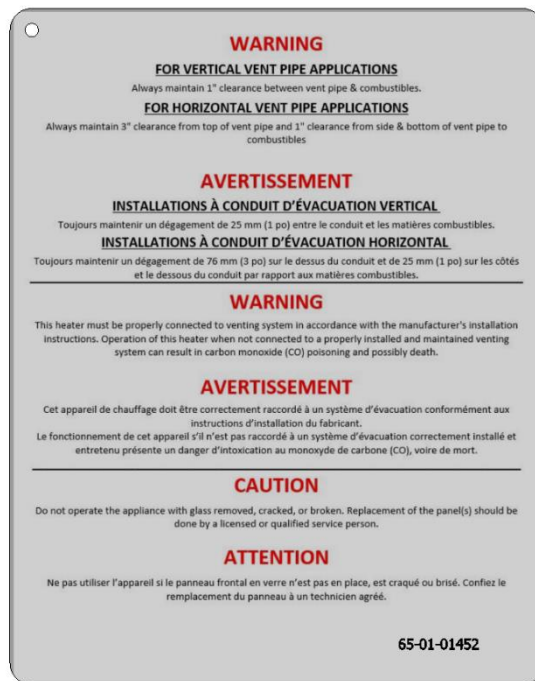 WARNING
FOR VERTICAL VENT PIPE APPLICATIONS
Always maintain 1" clearance between vent pipe & combustibles.
FOR HORIZONTAL VENT PIPE APPLICATIONS
Always maintain 3" clearance from top of vent pipe and 1" clearance from side & bottom of vent pipe to
combustibles
AVERTISSEMENT
INSTALLATIONS À CONDUIT D'ÉVACUATION VERTICAL
Toujours maintenir un dégagement de 25 mm (1 po) entre le conduit et les matières combustibles.
INSTALLATIONS À CONDUIT D'ÉVACUATION HORIZONTAL
Toujours maintenir un dégagement de 76 mm (3 po) sur le dessus du conduit et de 25 mm (1 po) sur les côtés
et le dessous du conduit par rapport aux matières combustibles.
WARNING
This heater must be properly connected to venting system in accordance with the manufacturer's installation
instructions. Operation of this heater when not connected to a properly installed and maintained venting
system can result in carbon monoxide (CO) poisoning and possibly death.
AVERTISSEMENT
Cet appareil de chauffage doit être correctement raccordé à un système d'évacuation conformément aux
instructions d'installation du fabricant.
Le fonctionnement de cet appareil s'il n'est pas raccordé à un système d'évacuation correctement installé et
entretenu présente un danger d'intoxication au monoxyde de carbone (CO), voire de mort.
CAUTION
Do not operate the appliance with glass removed, cracked, or broken. Replacement of the panel(s) should be
done by a licensed or qualified service person.
ATTENTION
Ne pas utiliser l'appareil si le panneau frontal en verre n'est pas en place, est craqué ou brisé. Confiez le
remplacement du panneau à un technicien agréé.
65-01-01452